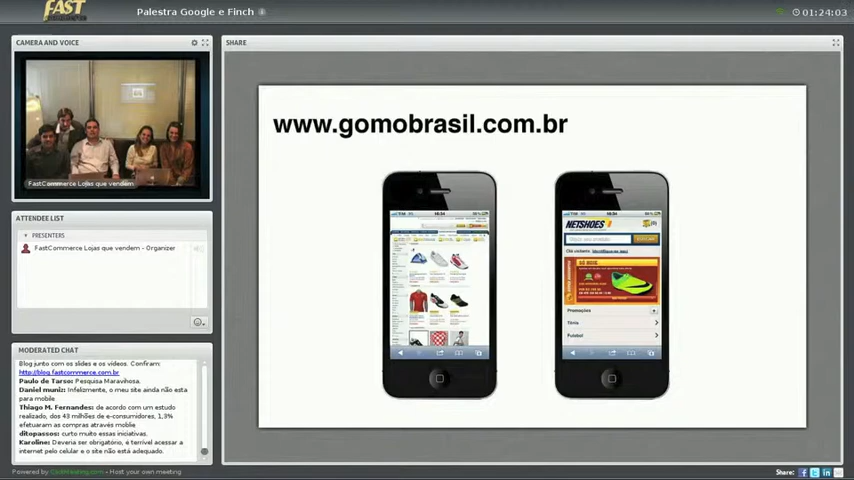 FAST
Palestra Google e Finch
01:24:03
CAMERA AND VOICE
FastCommerce Lojas que vendem
ATTENDEE LIST
PRESENTERS
FastCommerce Lojas que vendem - Organizer
MODERATED CHAT
Blog junto com os slides e os vídeos. Confiram:
http://blog.fastcommerce.com.br
Paulo de Tarso: Pesquisa Maravilhosa.
Daniel muniz: Infelizmente, o meu site ainda não esta
para mobile
Thiago M. Fernandes: de acordo com um estudo
realizado, dos 43 milhões de e-consumidores, 1,3%
efetuaram as compras através moblie
ditopassos: curto muito essas iniciativas.
Karoline: Deveria ser obrigatório, é terrível acessar a
internet pelo celular e o site não está adequado.
SHARE
www.gomobrasil.com.br
NETSHOES
Promoções
Tênis
Futebol
Powered by
- Host your own meeting
Share: